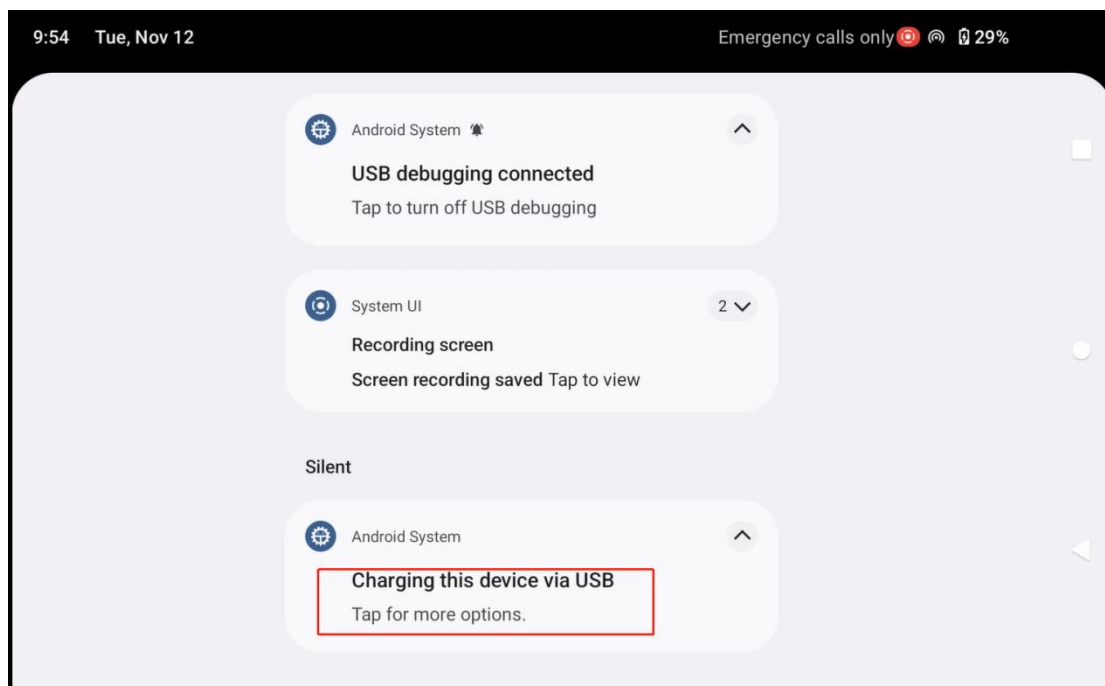 9:54 Tue, Nov 12 Emergency calls only 29%
Android System
USB debugging connected
Tap to turn off USB debugging
System UI 2
Recording screen
Screen recording saved Tap to view
Silent
Android System
Charging this device via USB
Tap for more options.